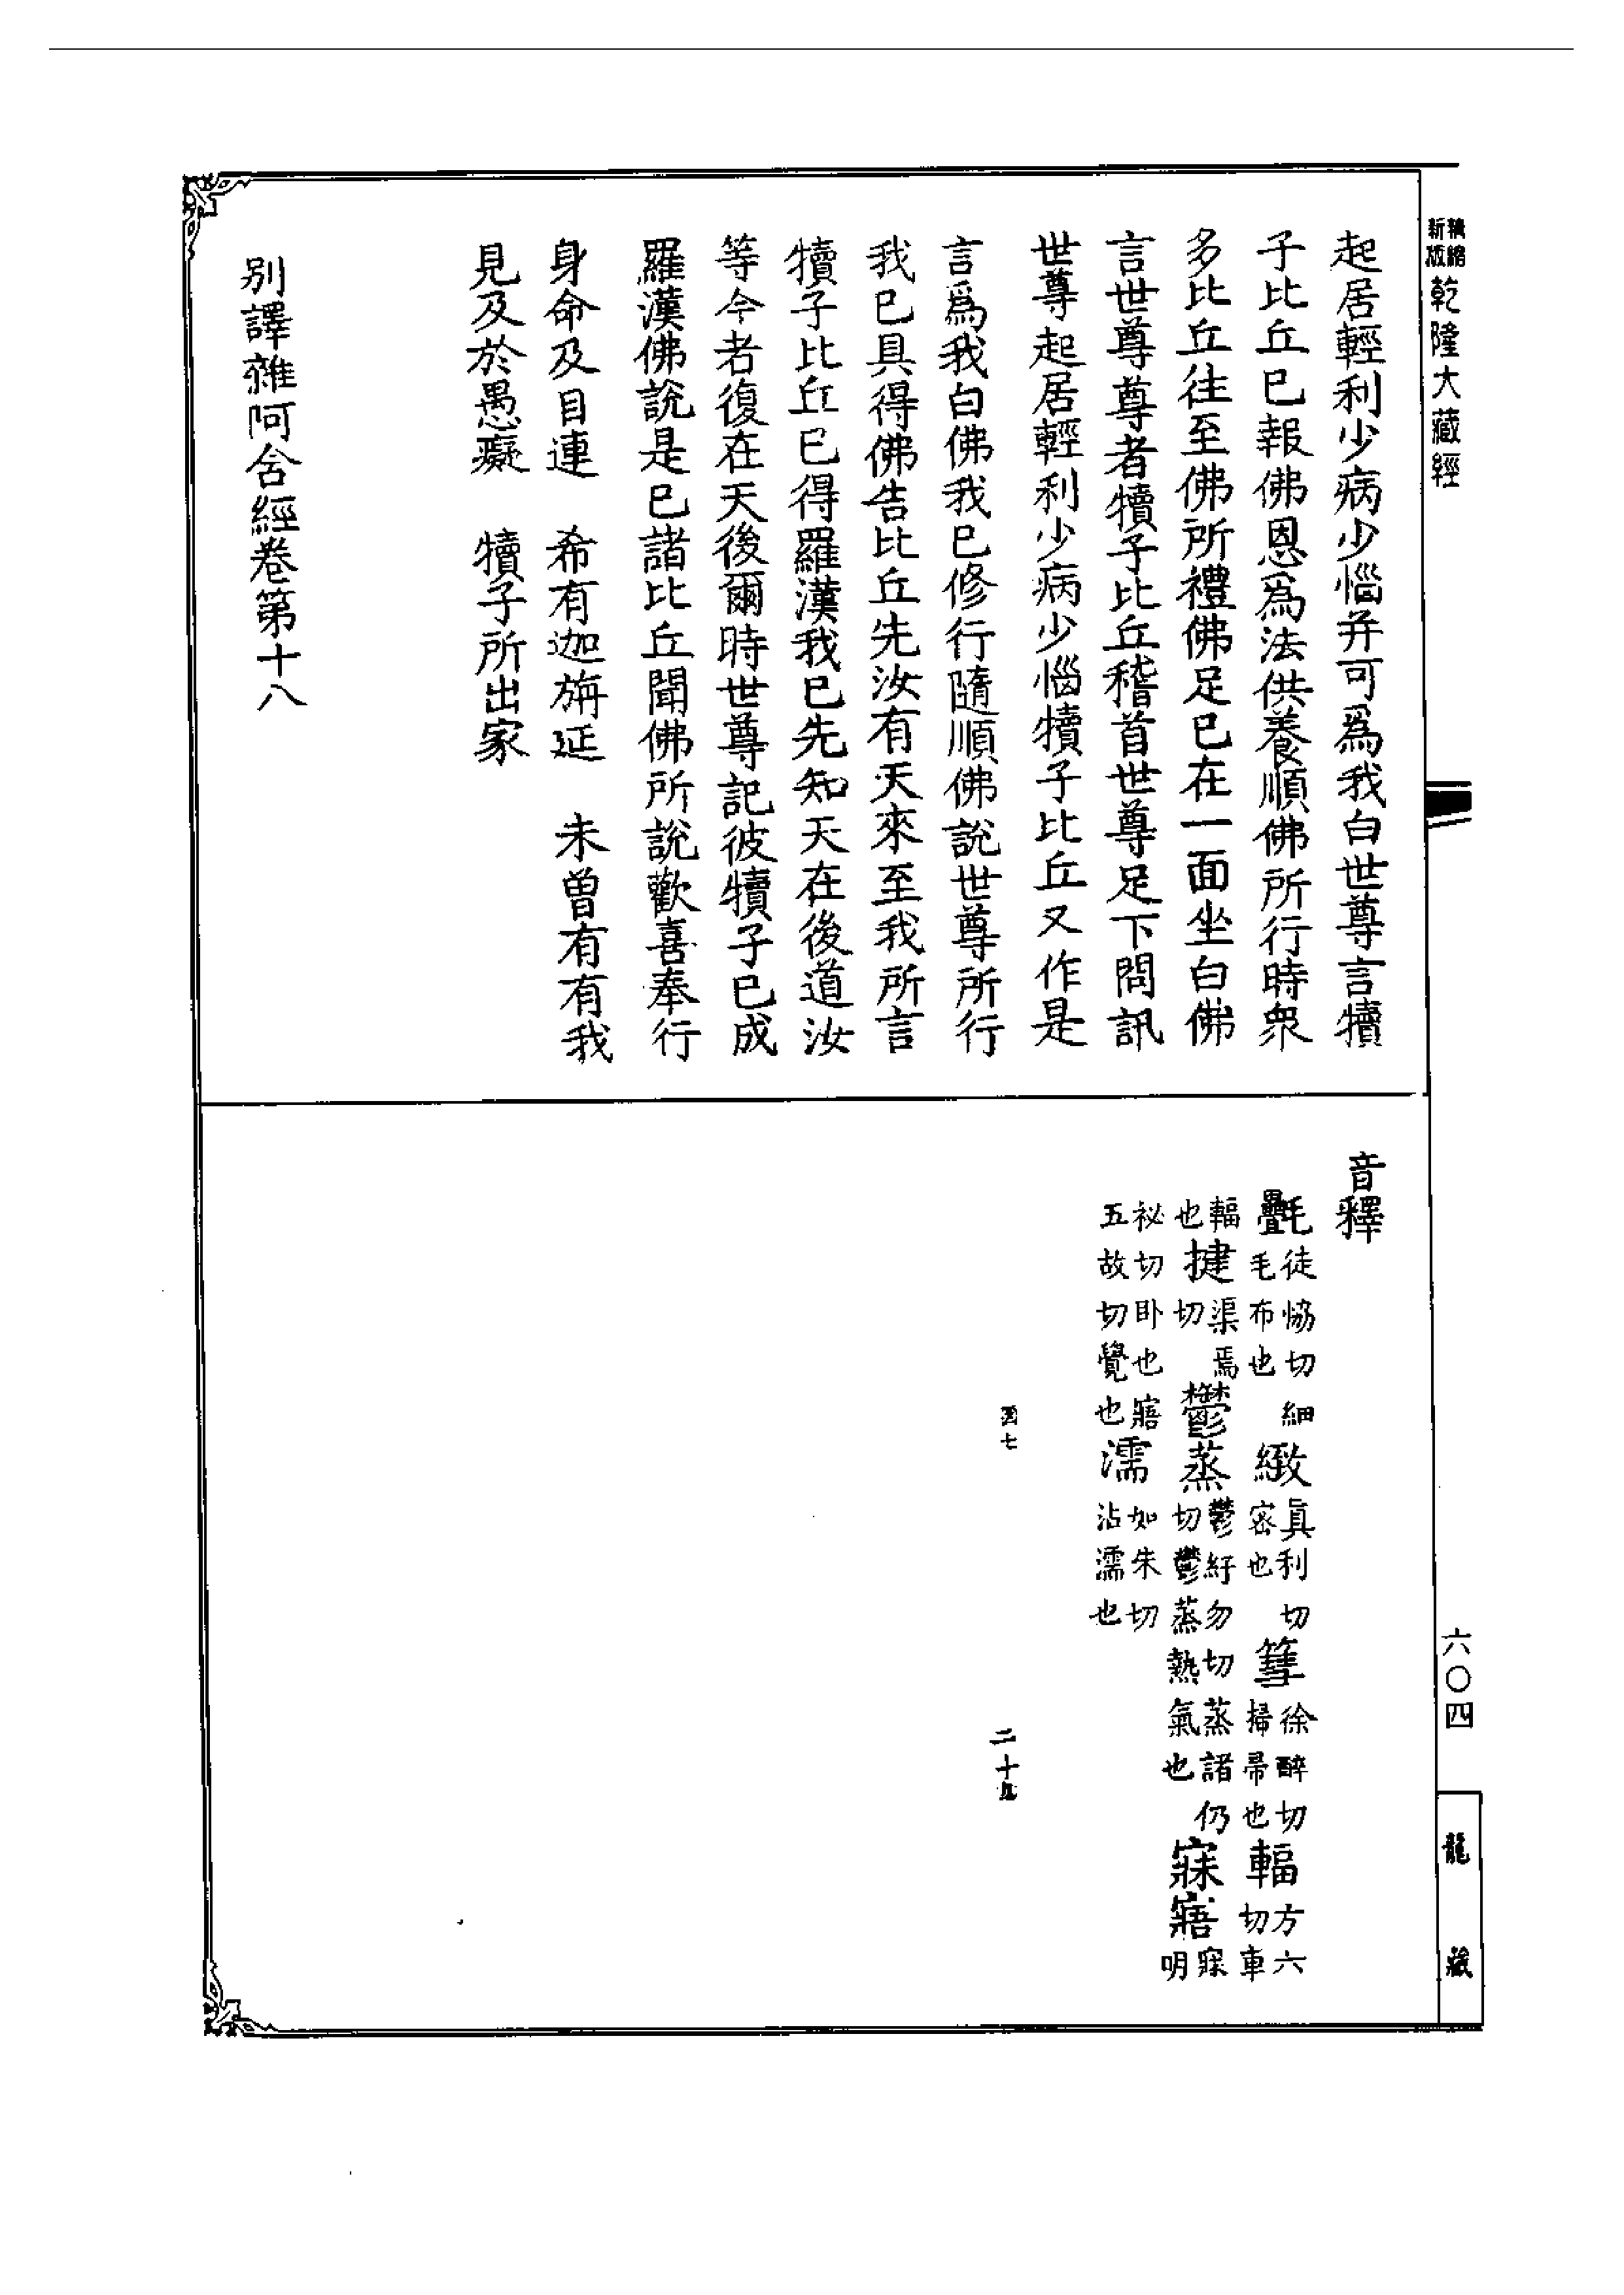 精縮新版乾隆大藏經
起居輕利少病少惱并可爲我白世尊言犢
子比丘已報佛恩爲法供養順佛所行時衆
多比丘往至佛所禮佛足已在一面坐白佛
言世尊尊者犢子比丘稽首世尊足下問訊
世尊起居輕利少病少惱犢子比丘又作是
言爲我白佛我已修行隨順佛說世尊所行
我已具得佛告比丘先汝有天來至我所言
犢子比丘已得羅漢我已先知天在後道汝
等今者復在天後爾時世尊記彼犢子已成
羅漢佛說是已諸比丘聞佛所說歡喜奉行
身命及目連　希有迦旃延　未曾有有我
見及於愚癡　犢子所出家
別譯雜阿含經卷第十八
音釋
氎徒協切細毛布也　緻直利切密也　篲徐醉切掃帚也　輻方六切車
輻也　揵渠焉切　鬱蒸鬱紆勿切蒸諸仍切鬱蒸熱氣也　寐寤寐明
祕切卧也寤五故切覺也　濡如朱切沾濡也
二十九
六〇四
龍藏